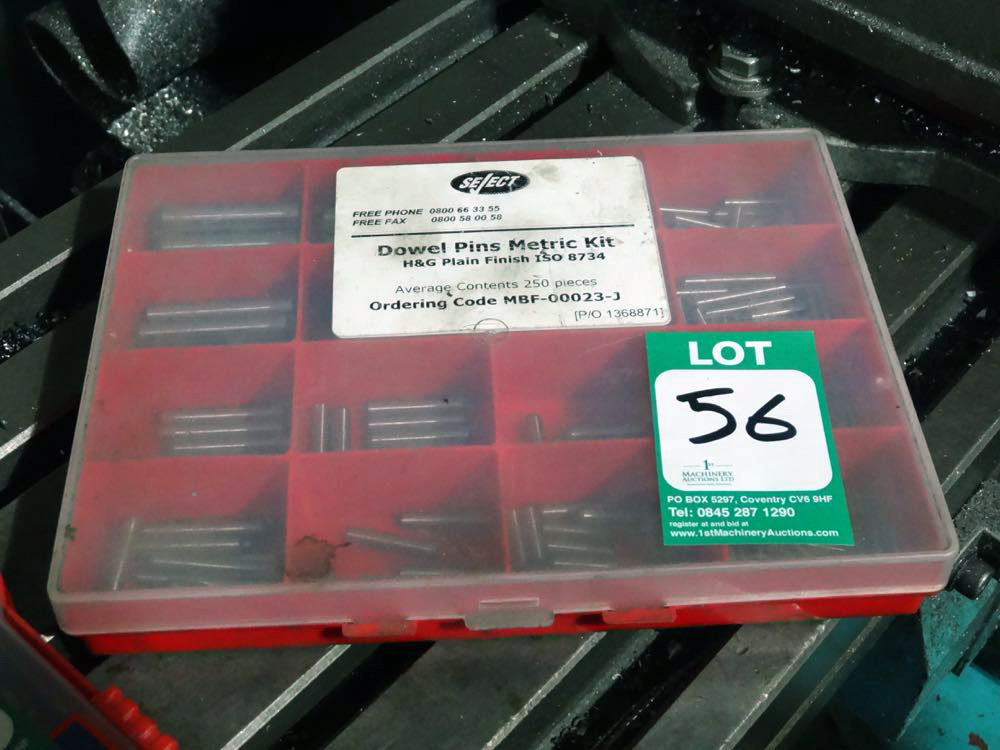 SELECT
FREE PHONE 0800 66 33 55
FREE FAX 0800 58 00 58
Dowel Pins Metric Kit
H&G Plain Finish ISO 8734
Average Contents 250 pieces
Ordering Code MBF-00023-J
[P/O 1368871]
LOT
56
1ST
MACHINERY
AUCTIONS LTD
PO BOX 5297, Coventry CV6 9HF
Tel: 0845 287 1290
register at and bid at
www.1stMachineryAuctions.com